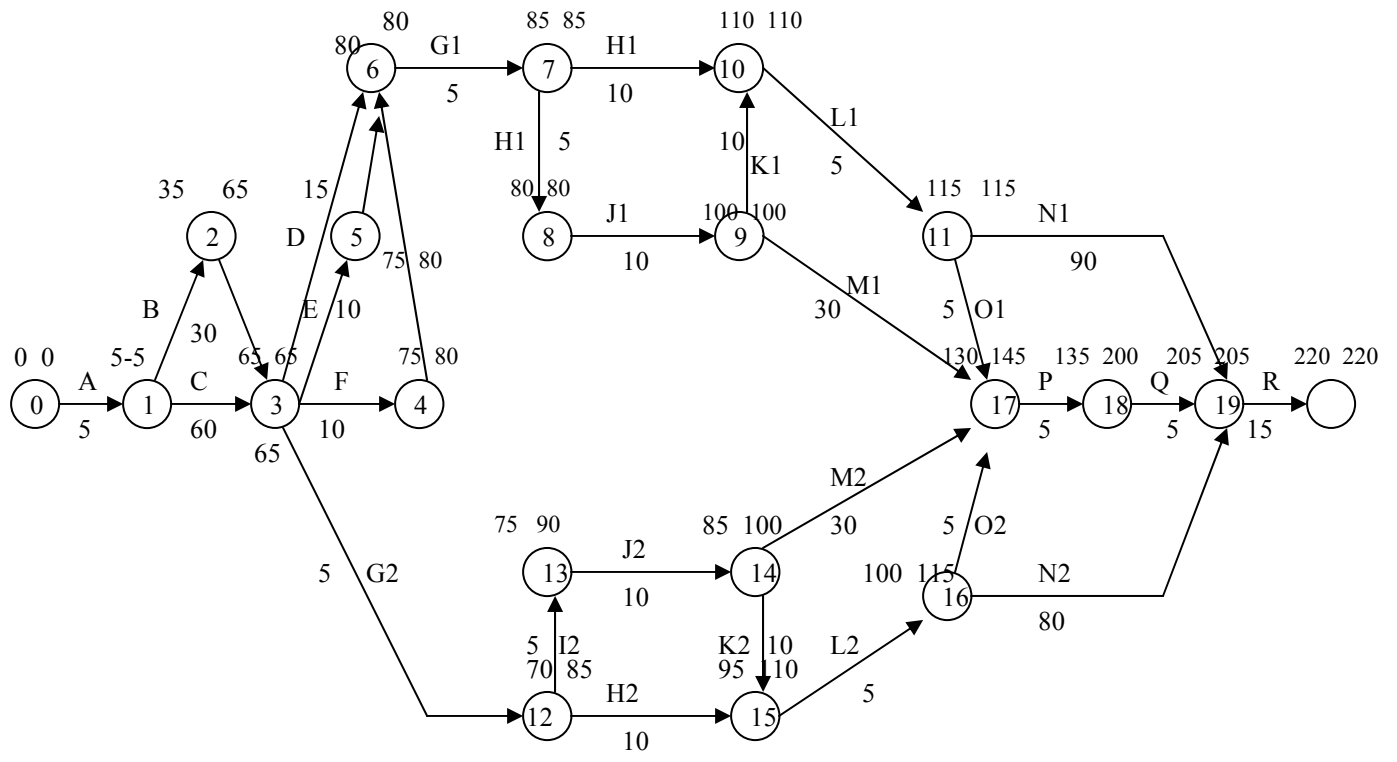 80
85 85
110 110
80
G1
H1
6
7
10
5
10
L1
H1
5
10
K1
5
35 65
15
80 80
115 115
J1
100 100
N1
2
D
5
8
9
11
75 80
10
90
B
E
10
M1
30
30
5
O1
0 0
5-5
65 65
75 80
130 145
135 200
205 205
220 220
A
C
F
P
Q
R
0
1
3
4
17
18
19
5
60
10
5
5
15
65
M2
75 90
85 100
30
5
O2
J2
5
G2
13
14
100 115
N2
10
16
80
5
I2
K2
10
L2
70 85
95 110
H2
5
12
15
10